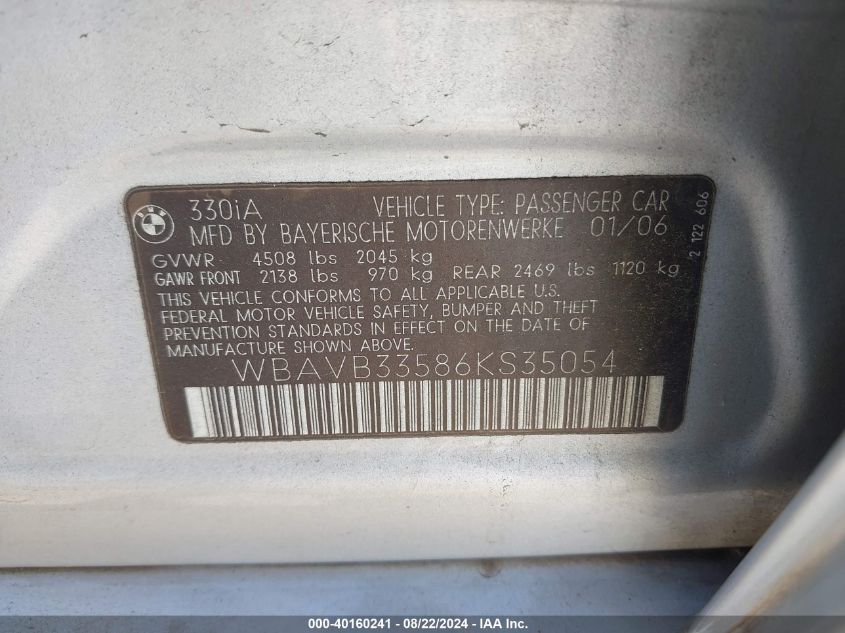 BMW
330iA VEHICLE TYPE: PASSENGER CAR
MFD BY BAYERISCHE MOTORENWERKE 01/06
GVWR 4508 lbs 2045 kg
GAWR FRONT 2138 lbs 970 kg REAR 2469 lbs 1120 kg
THIS VEHICLE CONFORMS TO ALL APPLICABLE U.S.
FEDERAL MOTOR VEHICLE SAFETY, BUMPER AND THEFT
PREVENTION STANDARDS IN EFFECT ON THE DATE OF
MANUFACTURE SHOWN ABOVE.
WBAVB33586KS35054
2 122 606
000-40160241 - 08/22/2024 - IAA Inc.